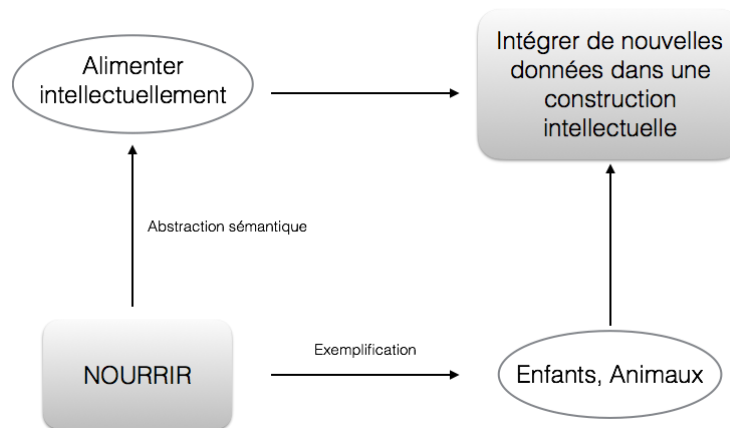 Alimenter
intellectuellement
Intégrer de nouvelles
données dans une
construction
intellectuelle
Abstraction sémantique
NOURRIR
Exemplification
Enfants, Animaux